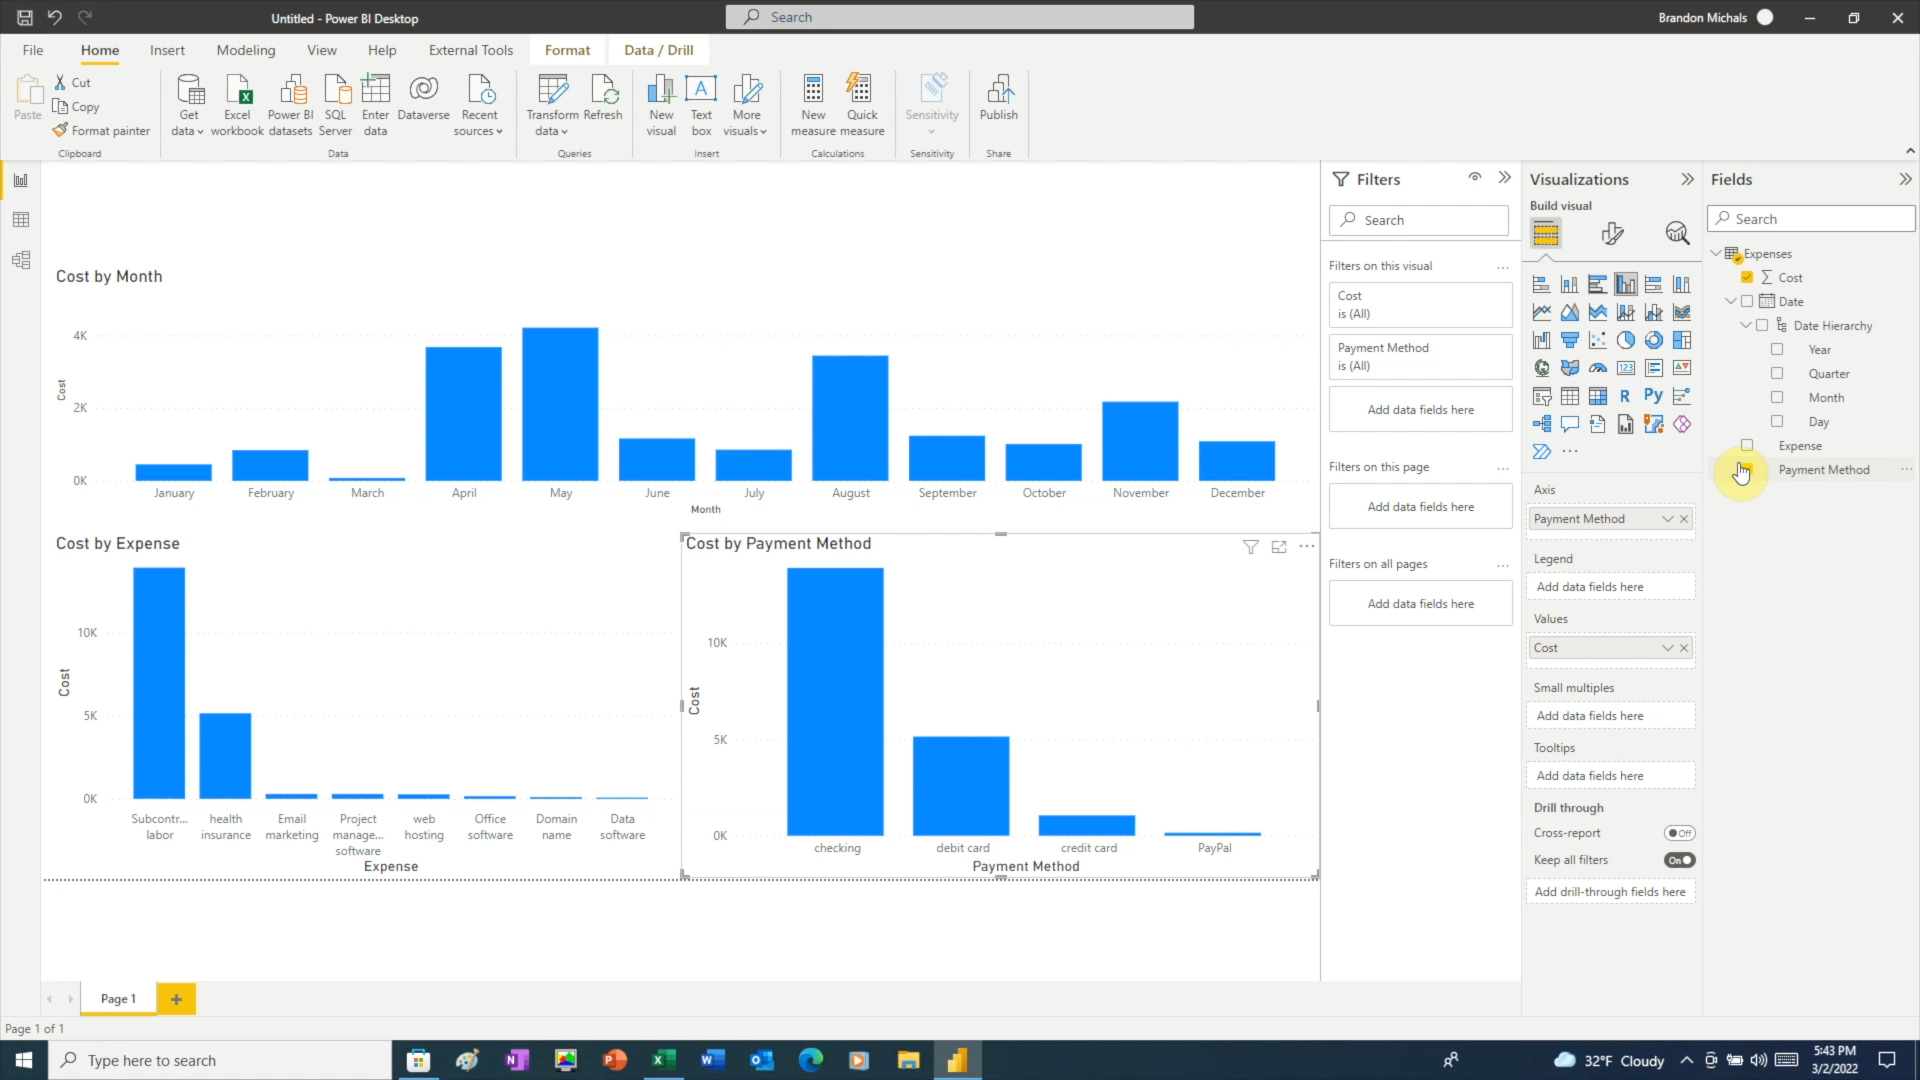 Untitled - Power BI Desktop
Search
Brandon Michals
File
Home
Insert
Modeling
View
Help
External Tools
Format
Data / Drill
Paste
Cut
Copy
Format painter
Clipboard
Get
data
Excel
workbook
Power BI
datasets
SQL
Server
Enter
data
Dataverse
Recent
sources
Data
Transform
data
Refresh
Queries
New
visual
A
Text
box
More
visuals
Insert
New
measure
Quick
measure
Calculations
Sensitivity
Sensitivity
Publish
Share
Cost by Month
4K
2K
0K
Cost
January
February
March
April
May
June
July
August
September
October
November
December
Month
Cost by Expense
10K
5K
0K
Cost
Subcontr...
labor
health
insurance
Email
marketing
Project
manage...
software
web
hosting
Office
software
Domain
name
Data
software
Expense
Cost by Payment Method
10K
5K
0K
Cost
checking
debit card
credit card
PayPal
Payment Method
Filters
Search
Filters on this visual
...
Cost
is (All)
Payment Method
is (All)
Add data fields here
Filters on this page
...
Add data fields here
Filters on all pages
...
Add data fields here
Visualizations
Build visual
123
R
Py
...
Axis
Payment Method
Legend
Add data fields here
Values
Cost
Small multiples
Add data fields here
Tooltips
Add data fields here
Drill through
Cross-report
Off
Keep all filters
On
Add drill-through fields here
Fields
Search
Expenses
Σ Cost
Date
Date Hierarchy
Year
Quarter
Month
Day
Expense
Payment Method
...
Page 1
+
Page 1 of 1
Type here to search
32°F Cloudy
5:43 PM
3/2/2022